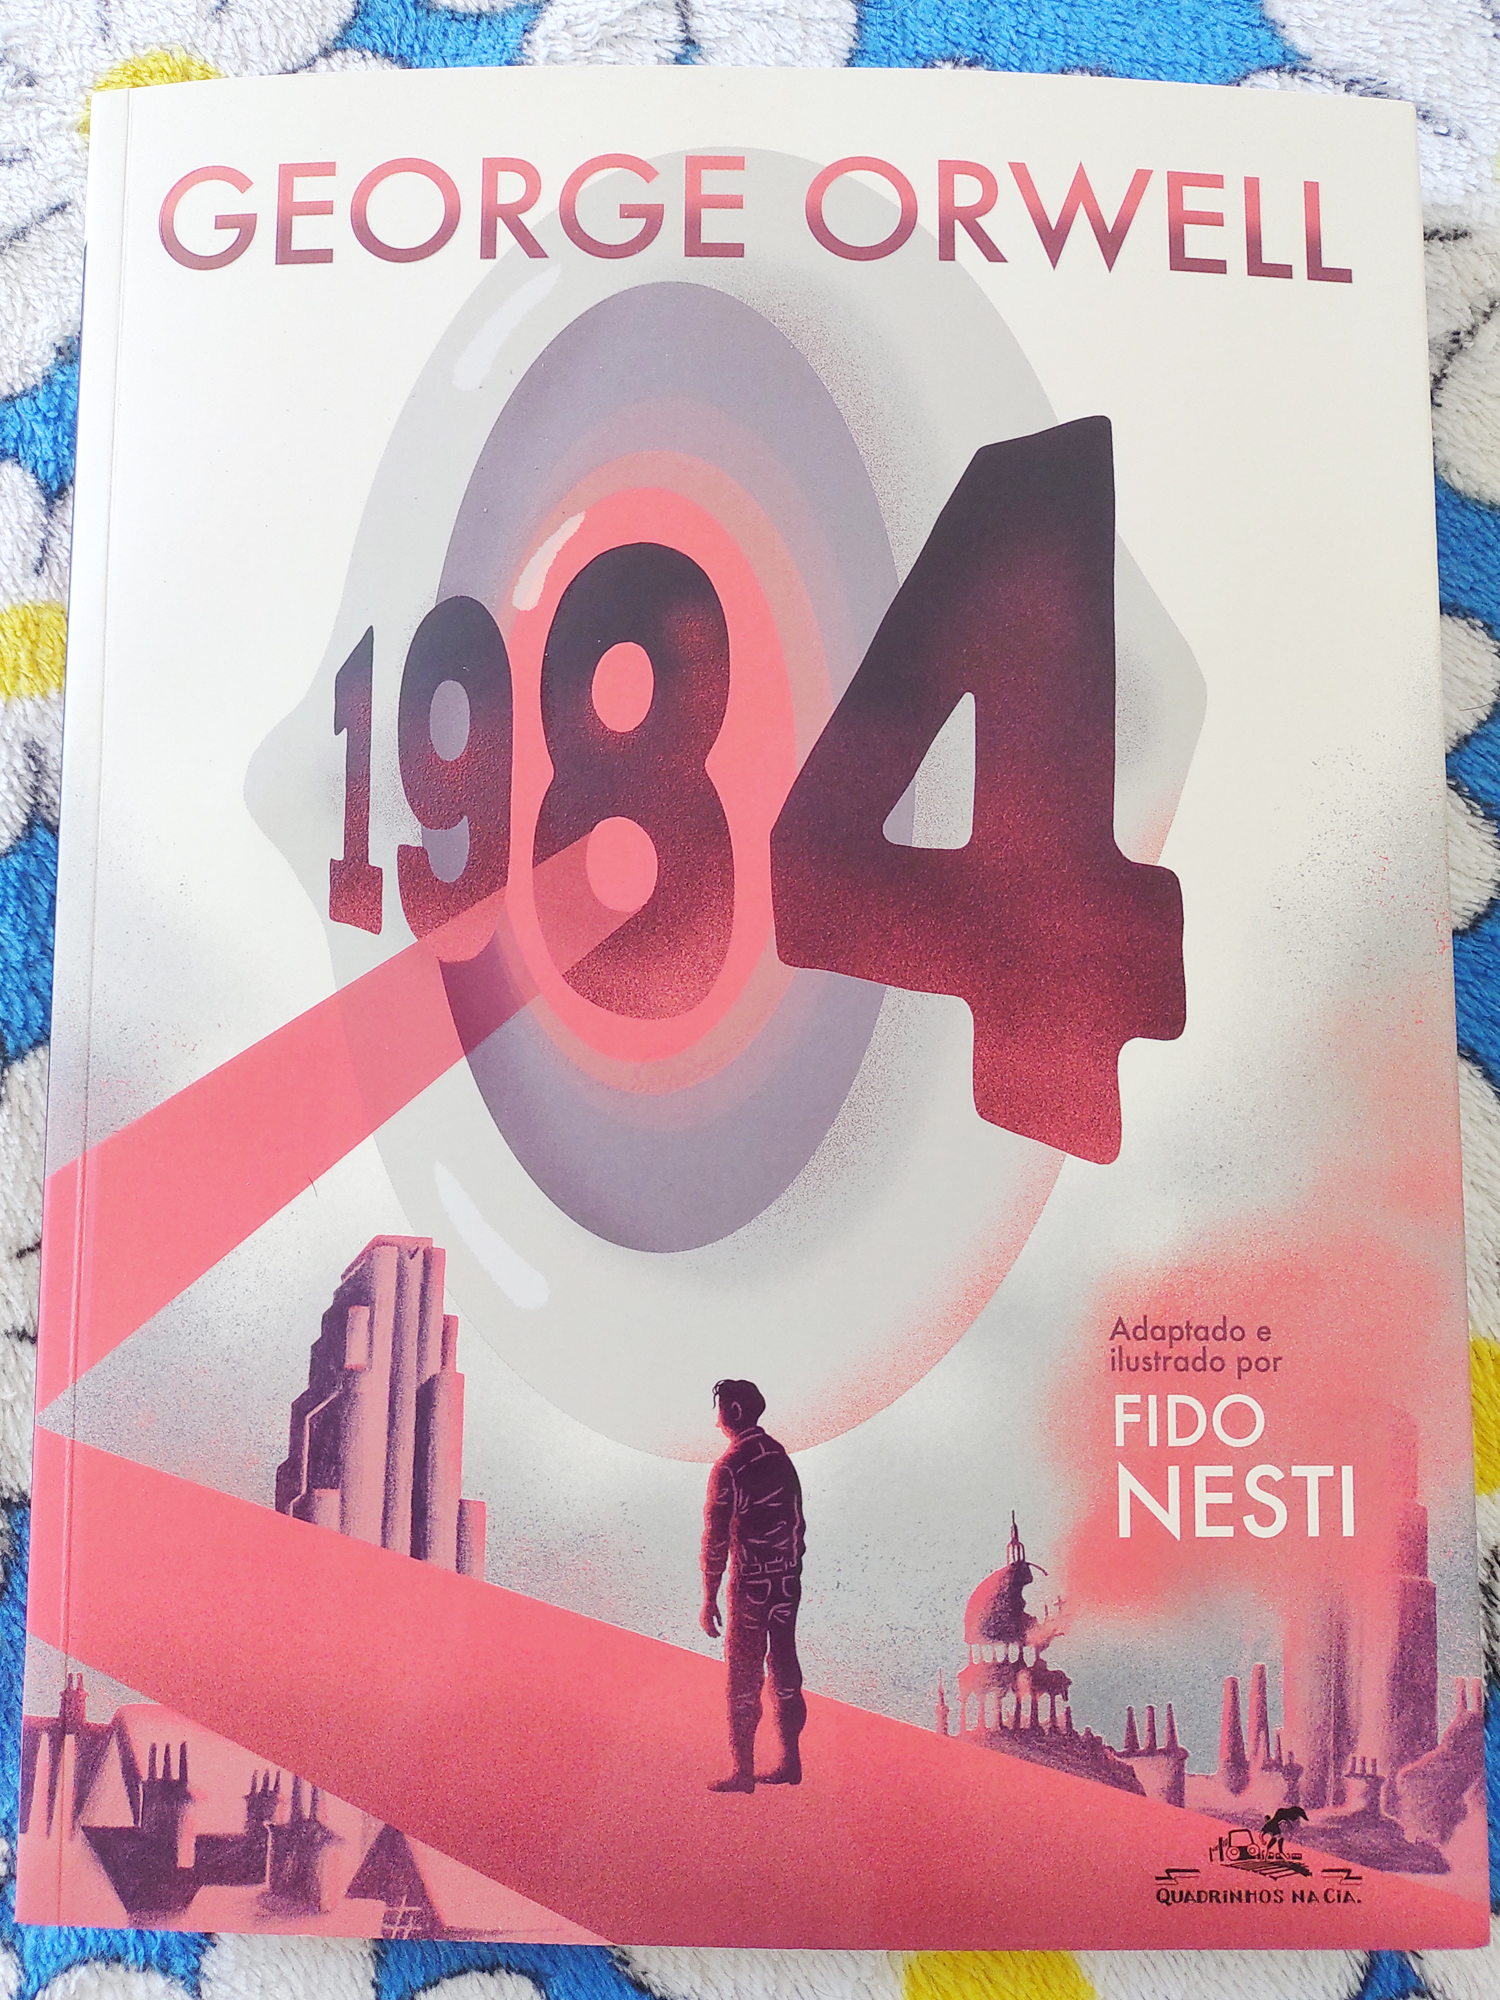 GEORGE ORWELL
1984
Adaptado e
ilustrado por
FIDO
NESTI
QUADRINHOS NA CIA.